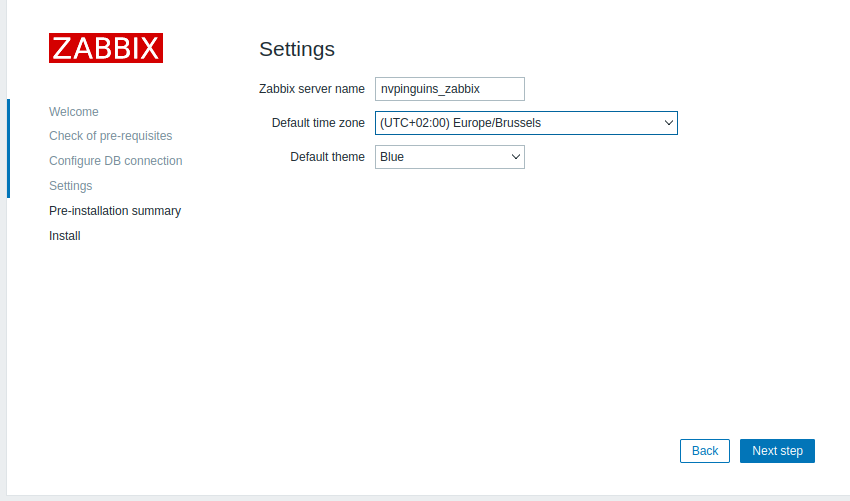 ZABBIX
Welcome
Check of pre-requisites
Configure DB connection
Settings
Pre-installation summary
Install
Settings
Zabbix server name nvpinguins_zabbix
Default time zone (UTC+02:00) Europe/Brussels
Default theme Blue
Back Next step